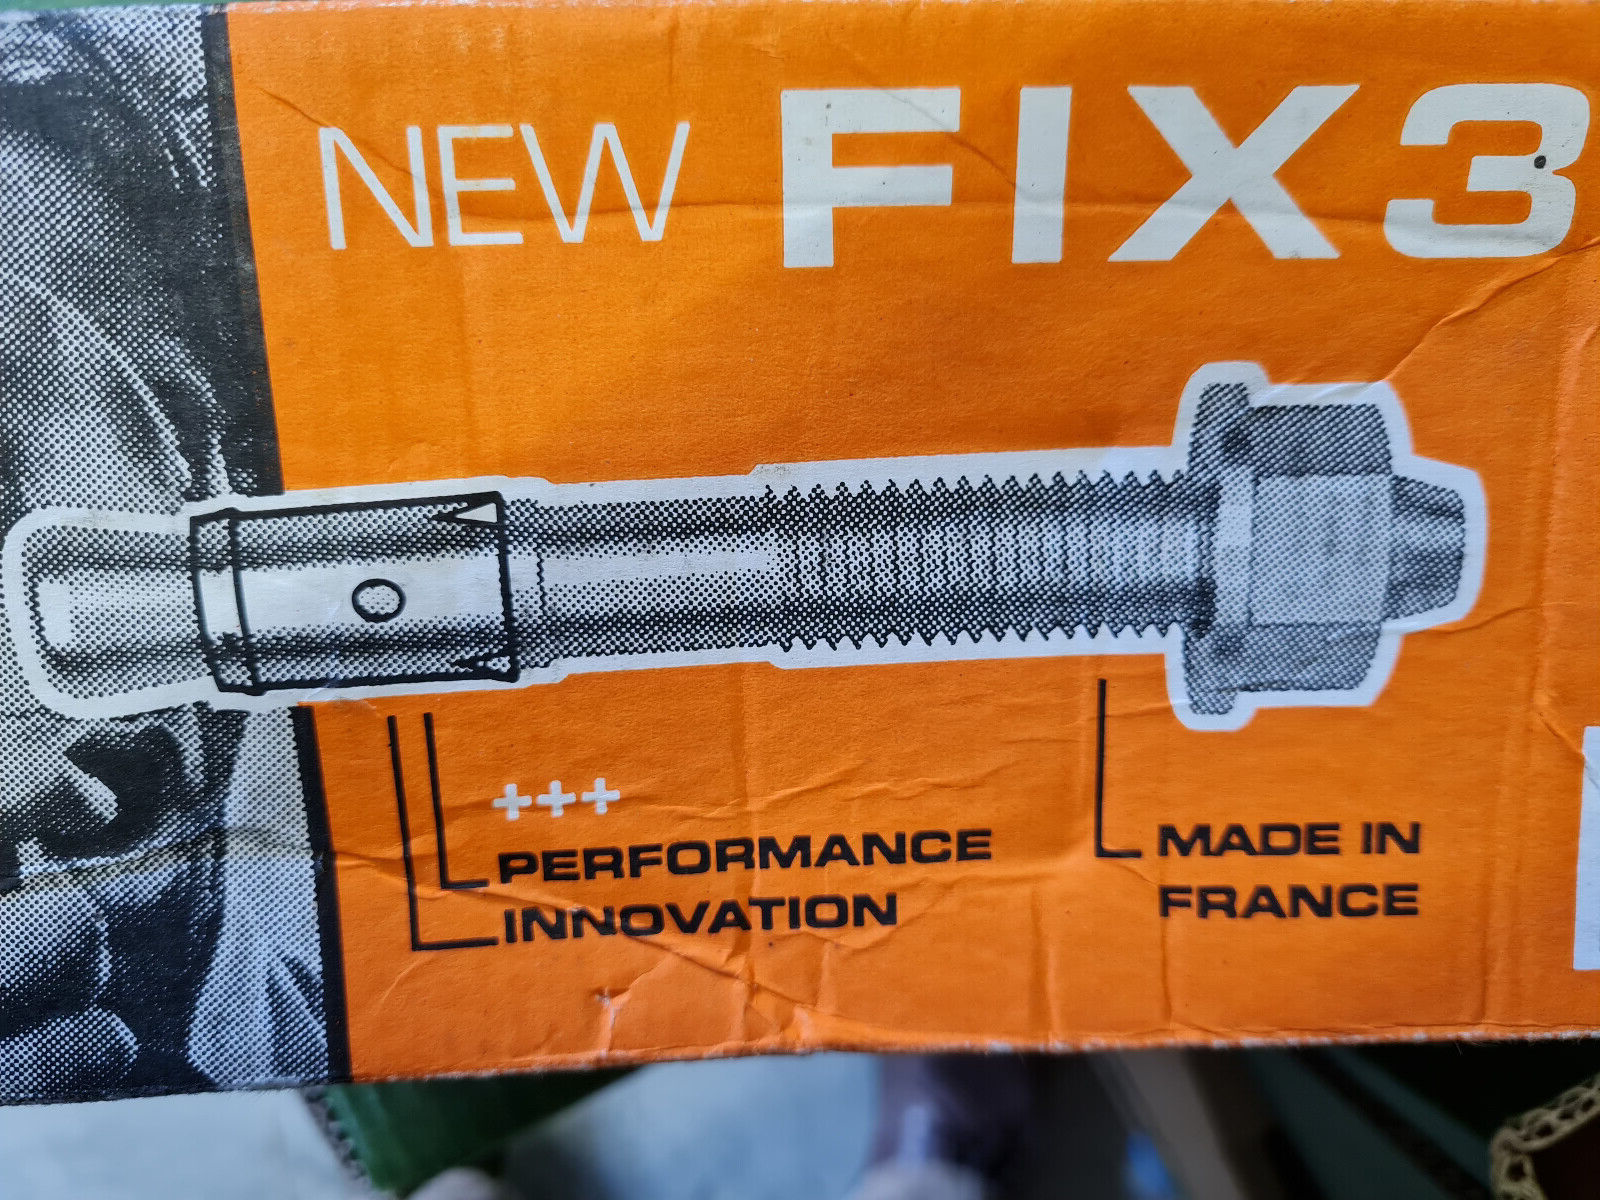 NEW FIX3
+++
PERFORMANCE
INNOVATION
MADE IN
FRANCE